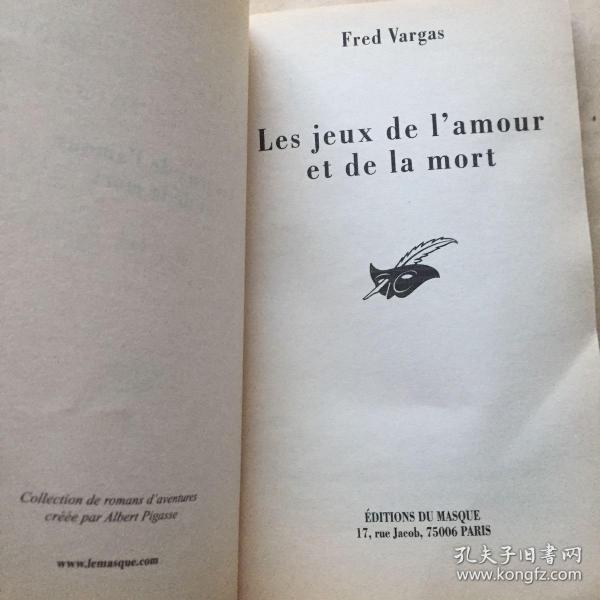 Collection de romans d'aventures
créée par Albert Pigasse
www.lemasque.com
Fred Vargas
Les jeux de l'amour
et de la mort
ÉDITIONS DU MASQUE
17, rue Jacob, 75006 PARIS
孔夫子旧书网
www.kongfz.com